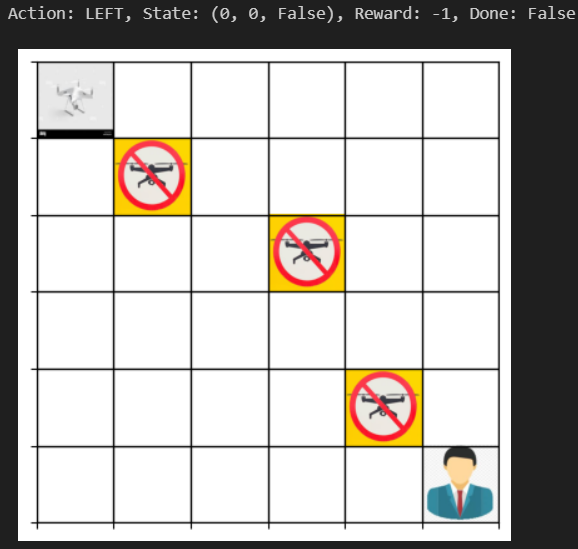 Action: LEFT, State: (0, 0, False), Reward: -1, Done: False